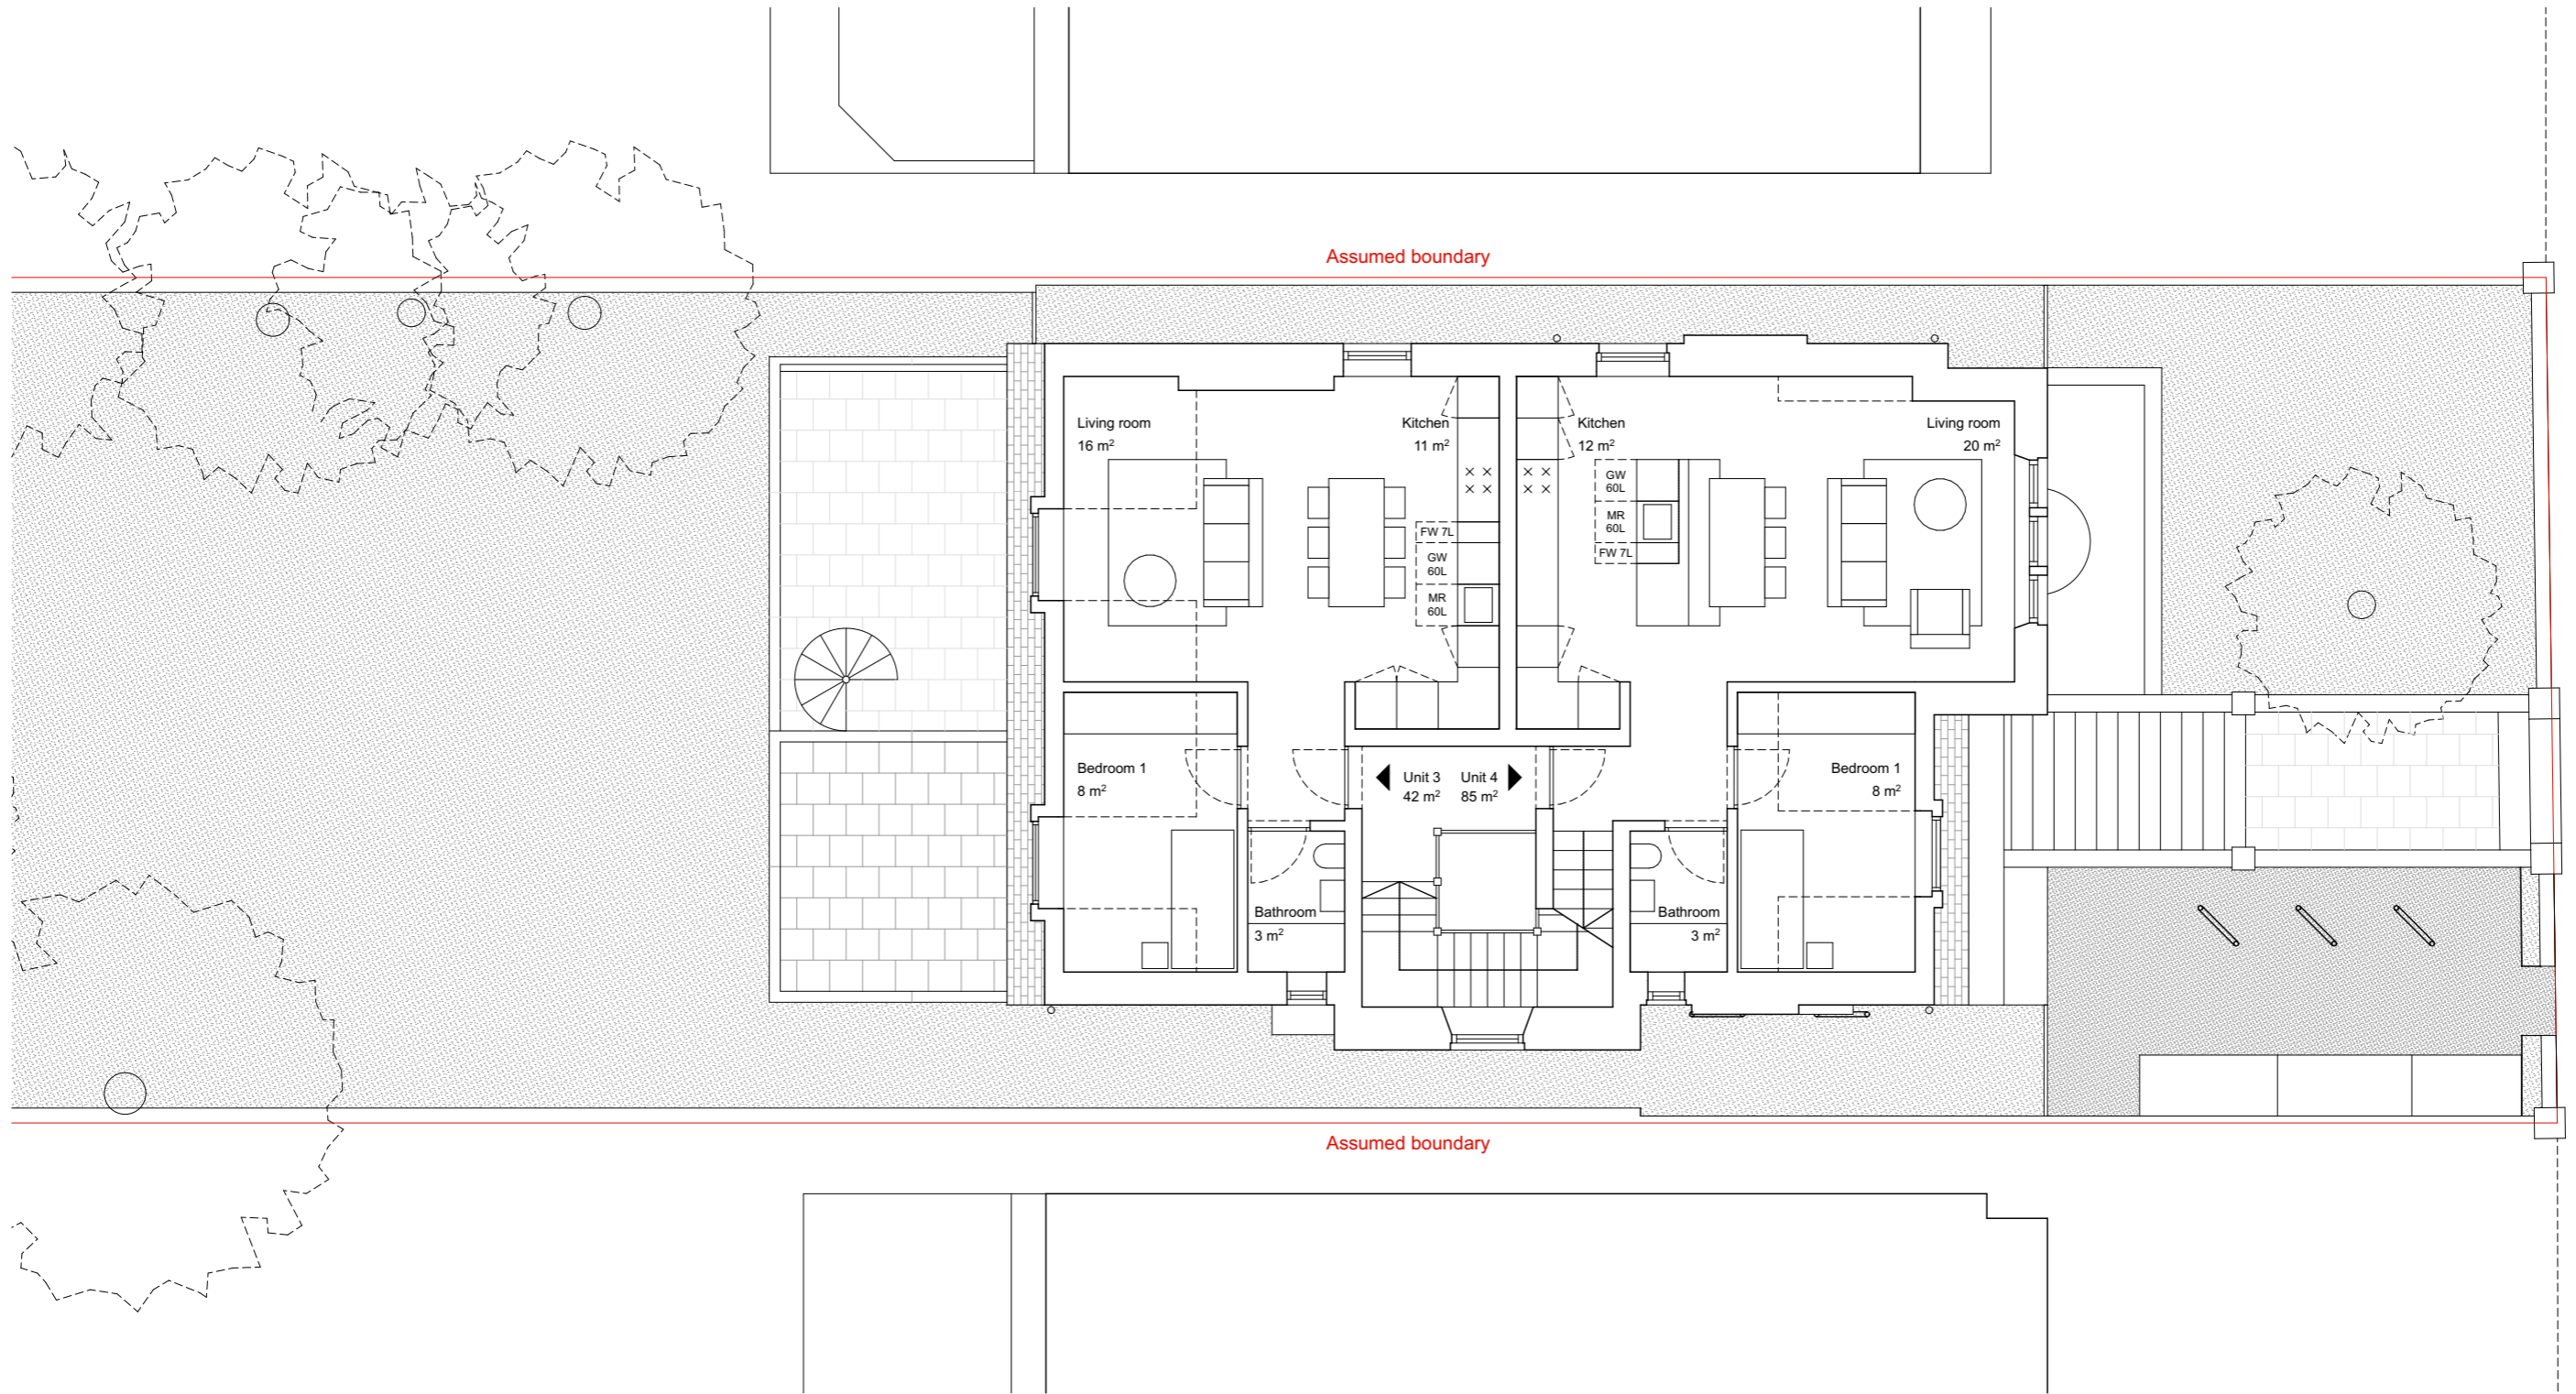 Assumed boundary
Living room
16 m²
Kitchen
11 m²
Kitchen
12 m²
Living room
20 m²
FW 7L
GW
60L
MR
60L
GW
60L
MR
60L
FW 7L
Bedroom 1
8 m²
Unit 3
42 m²
Unit 4
85 m²
Bedroom 1
8 m²
Bathroom
3 m²
Bathroom
3 m²
Assumed boundary